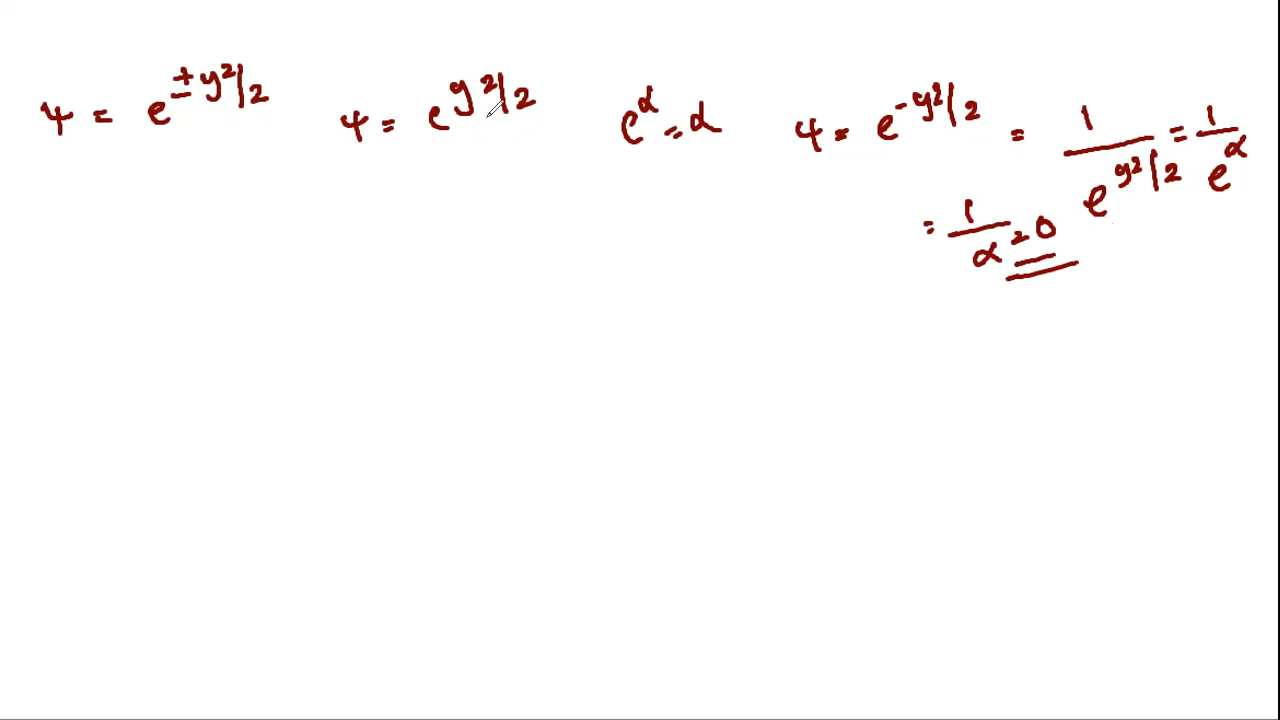 ψ = e^{±y²/2} ψ = e^{y²/2} e^α = α ψ = e^{-y²/2} = 1/e^{y²/2} = 1/e^α
= 1/α = 0